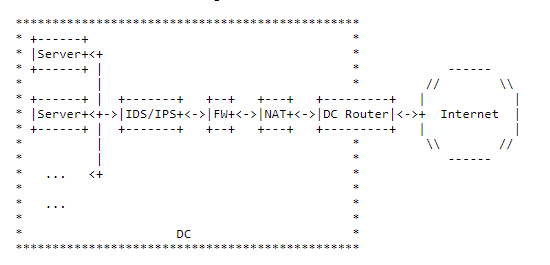 Server
Server IDS/IPS FW NAT DC Router Internet
...
...
DC